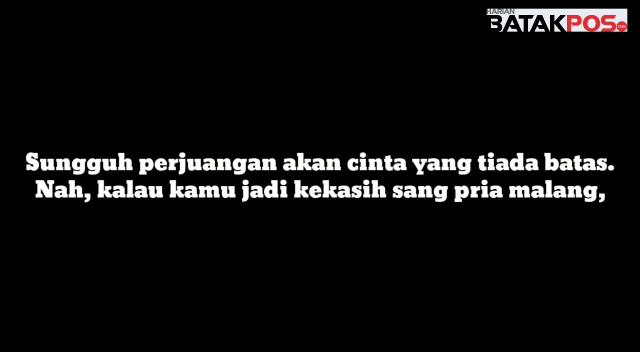 HARIAN
BATAKPOS.com
Sungguh perjuangan akan cinta yang tiada batas.
Nah, kalau kamu jadi kekasih sang pria malang,